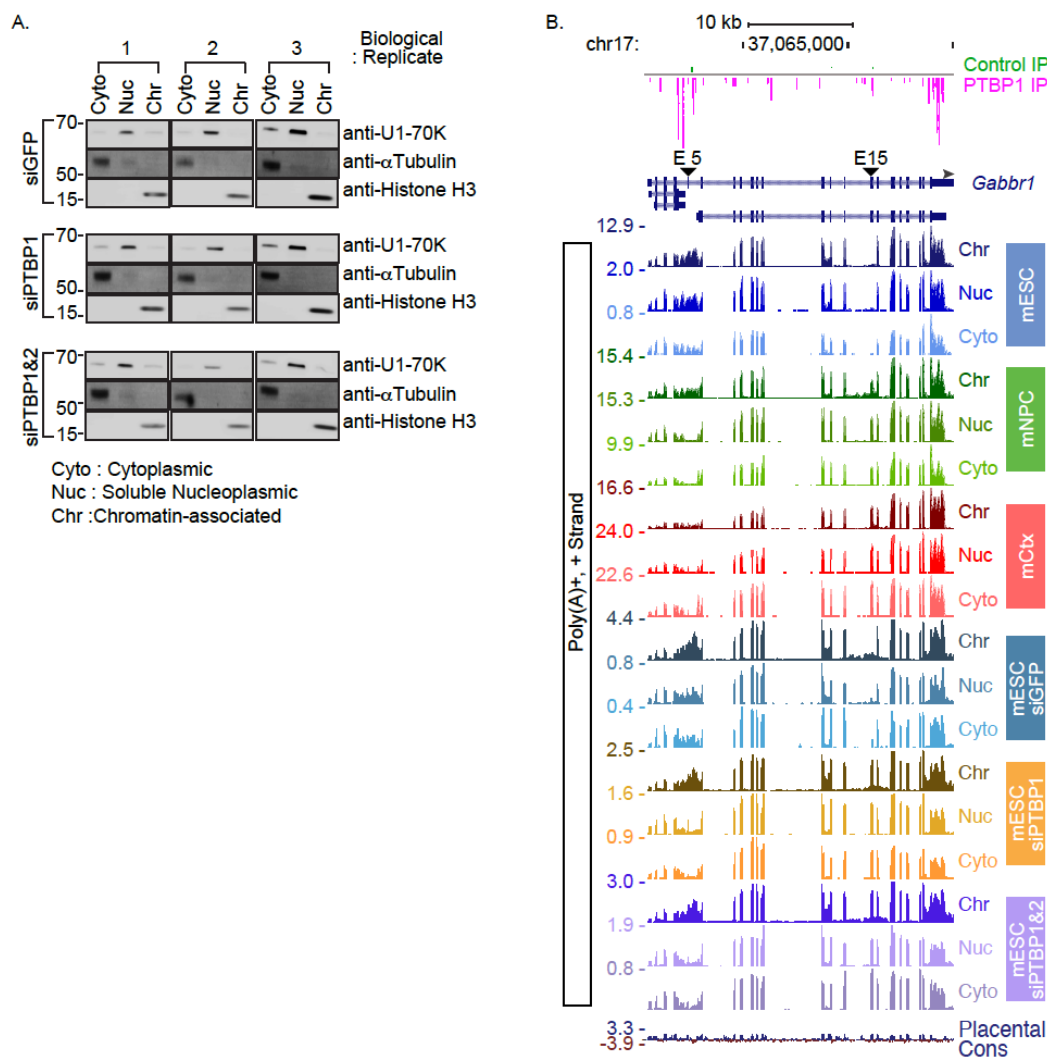 A.
Biological
: Replicate
1 2 3
Cyto Nuc Chr Cyto Nuc Chr Cyto Nuc Chr
siGFP
70-
50-
15-
anti-U1-70K
anti-αTubulin
anti-Histone H3
siPTBP1
70-
50-
15-
anti-U1-70K
anti-αTubulin
anti-Histone H3
siPTBP1&2
70-
50-
15-
anti-U1-70K
anti-αTubulin
anti-Histone H3
Cyto : Cytoplasmic
Nuc : Soluble Nucleoplasmic
Chr :Chromatin-associated
B.
10 kb
chr17: 37,065,000
Control IP
PTBP1 IP
E 5 E15
Gabbr1
Poly(A)+, + Strand
12.9 -
Chr
2.0 -
Nuc
0.8 -
Cyto
mESC
15.4 -
Chr
15.3 -
Nuc
9.9 -
Cyto
mNPC
16.6 -
Chr
24.0 -
Nuc
22.6 -
Cyto
mCtx
4.4 -
Chr
0.8 -
Nuc
0.4 -
Cyto
mESC
siGFP
2.5 -
Chr
1.6 -
Nuc
0.9 -
Cyto
mESC
siPTBP1
3.0 -
Chr
1.9 -
Nuc
0.8 -
Cyto
mESC
siPTBP1&2
3.3 -
-3.9 -
Placental
Cons